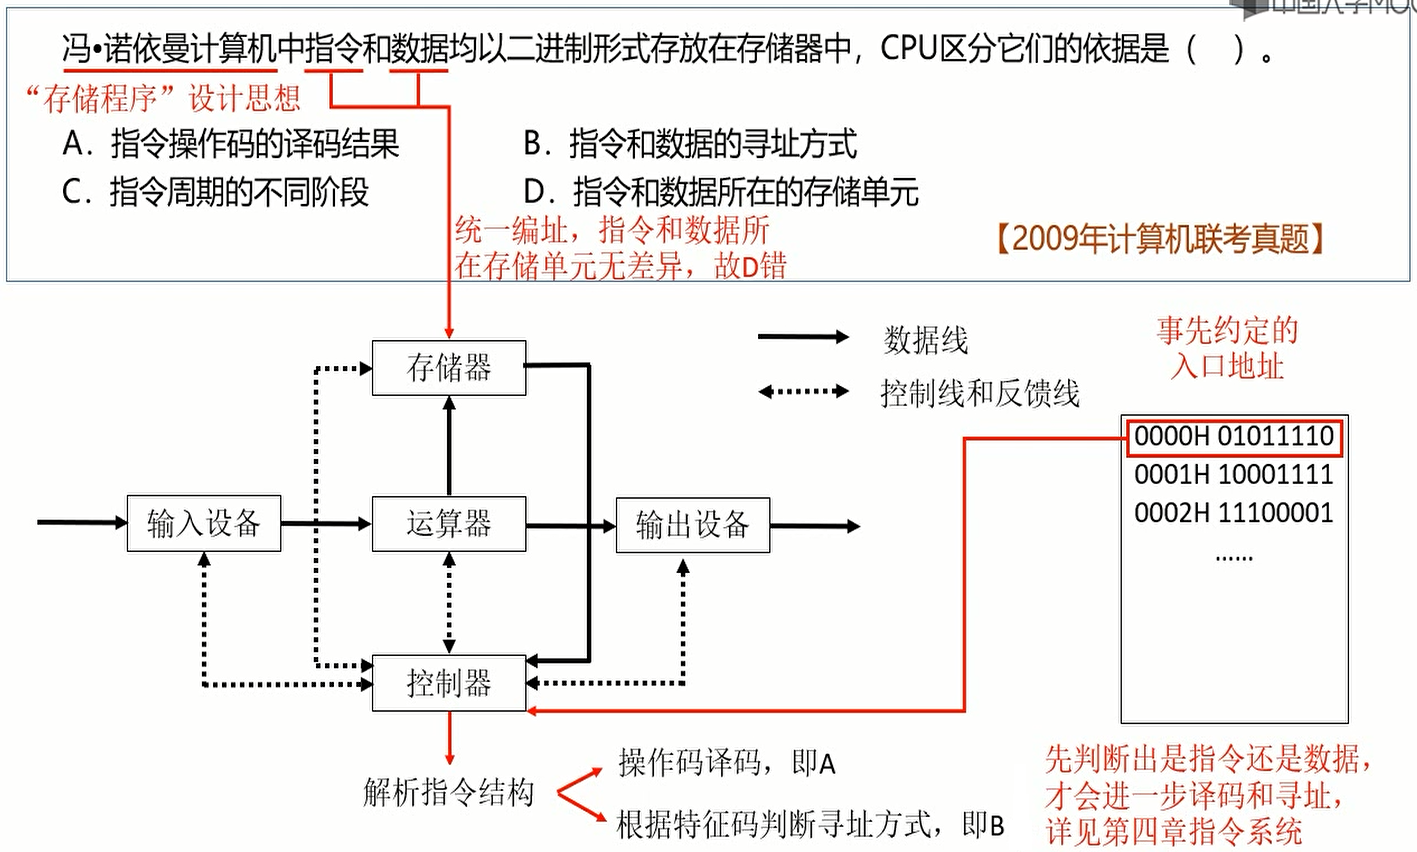 中国大学MOO
冯•诺依曼计算机中指令和数据均以二进制形式存放在存储器中，CPU区分它们的依据是（　）。
“存储程序”设计思想
A．指令操作码的译码结果
B．指令和数据的寻址方式
C．指令周期的不同阶段
D．指令和数据所在的存储单元
统一编址，指令和数据所
在存储单元无差异，故D错
【2009年计算机联考真题】
数据线
控制线和反馈线
事先约定的
入口地址
存储器
0000H 01011110
0001H 10001111
0002H 11100001
……
输入设备
运算器
输出设备
控制器
解析指令结构
操作码译码，即A
根据特征码判断寻址方式，即B
先判断出是指令还是数据，
才会进一步译码和寻址，
详见第四章指令系统